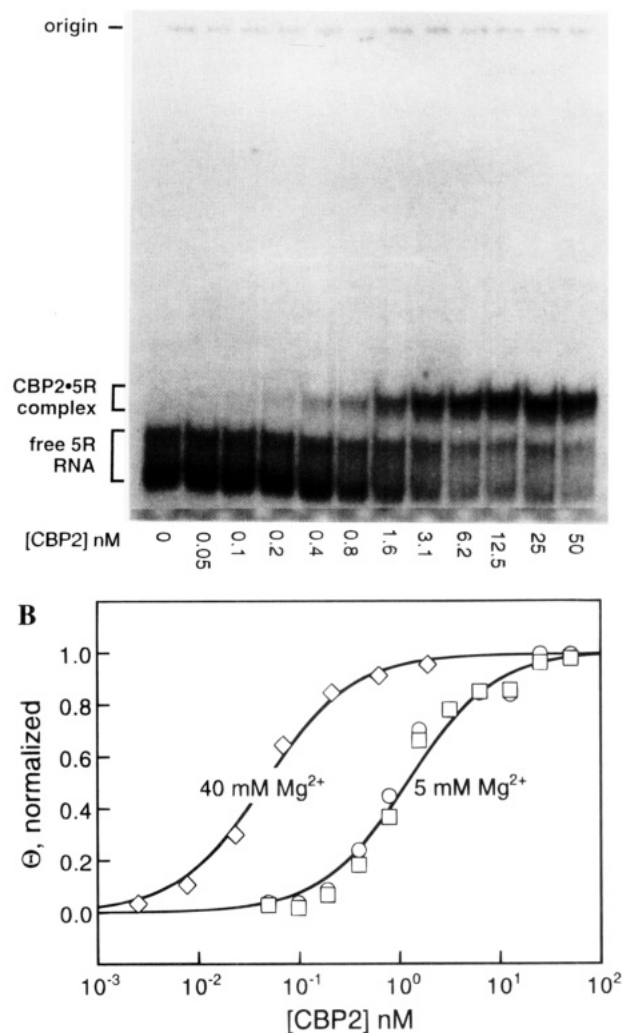 origin
CBP2•5R
complex
free 5R
RNA
[CBP2] nM
0
0.05
0.1
0.2
0.4
0.8
1.6
3.1
6.2
12.5
25
50
B
Θ, normalized
1.0
0.8
0.6
0.4
0.2
0.0
40 mM Mg²⁺
5 mM Mg²⁺
10⁻³
10⁻²
10⁻¹
10⁰
10¹
10²
[CBP2] nM